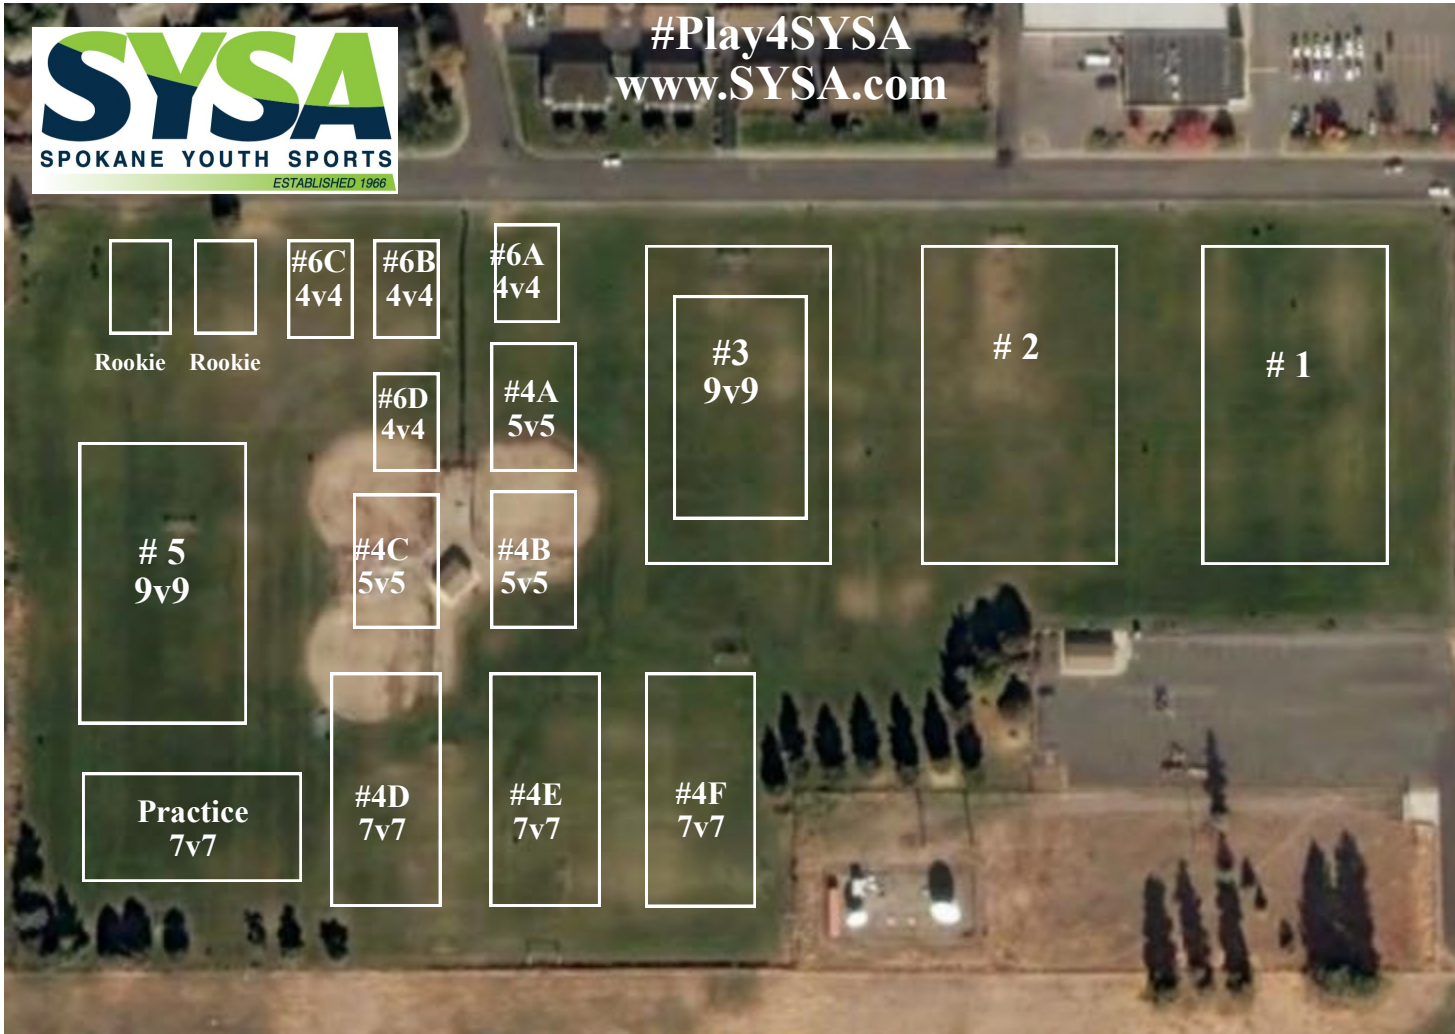 SYSA
SPOKANE YOUTH SPORTS
ESTABLISHED 1966
#Play4SYSA
www.SYSA.com
Rookie
Rookie
#6C
4v4
#6B
4v4
#6A
4v4
#6D
4v4
#4A
5v5
#3
9v9
# 2
# 1
# 5
9v9
#4C
5v5
#4B
5v5
Practice
7v7
#4D
7v7
#4E
7v7
#4F
7v7